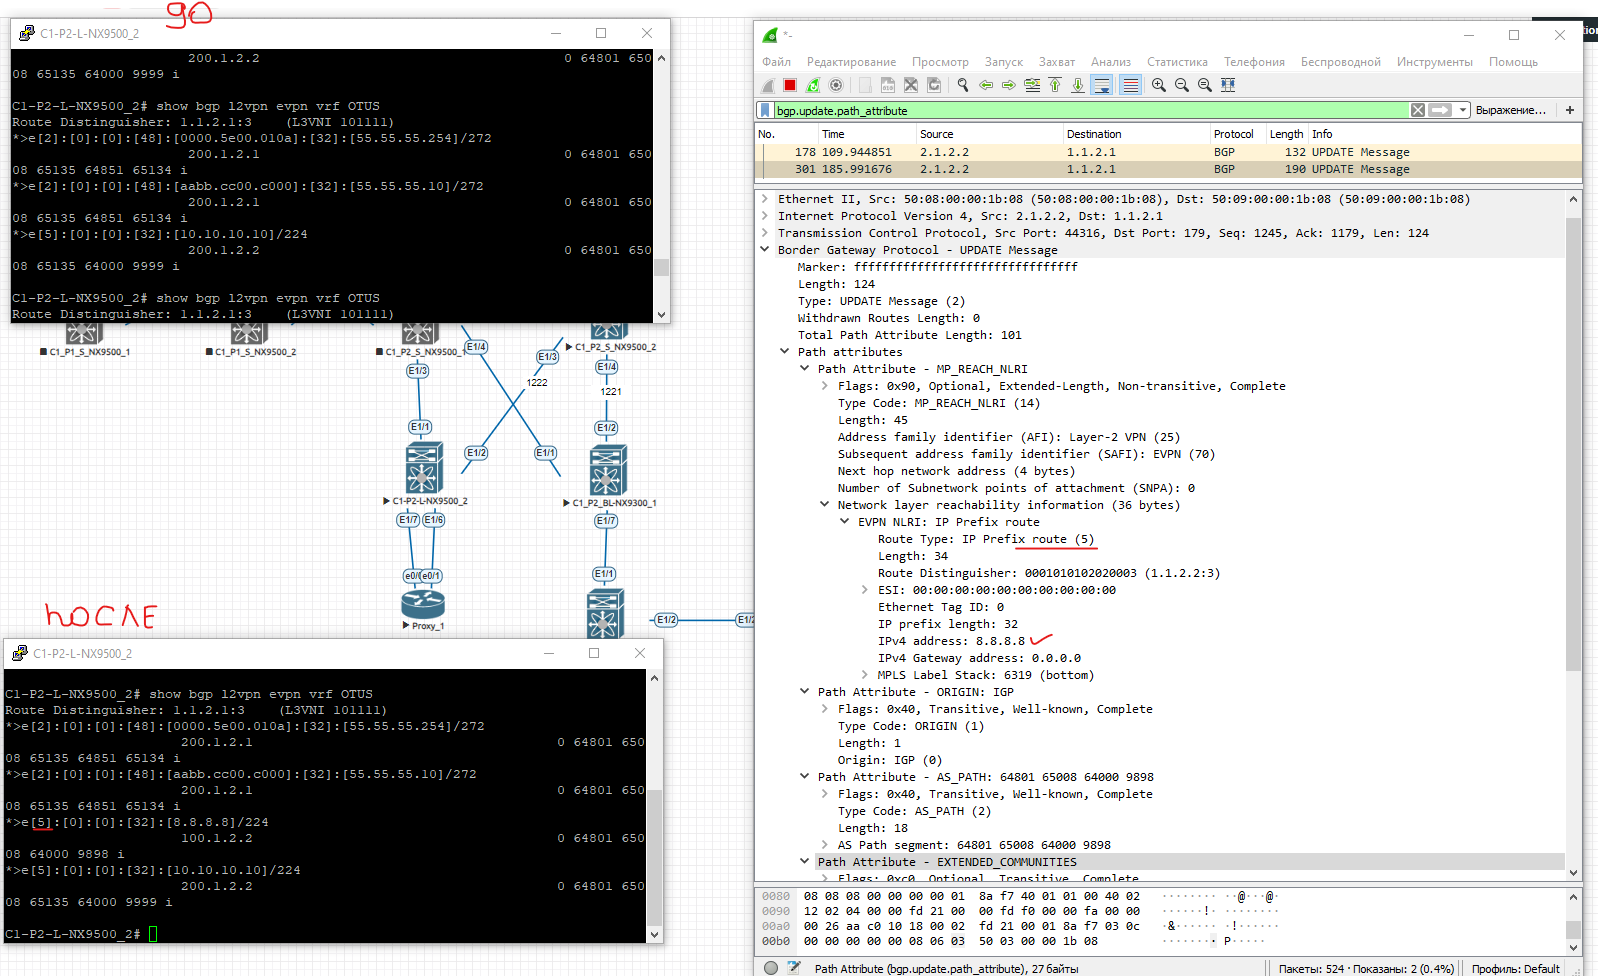 до
C1-P2-L-NX9500_2
200.1.2.2 0 64801 650
08 65135 64000 9999 i
C1-P2-L-NX9500_2# show bgp l2vpn evpn vrf OTUS
Route Distinguisher: 1.1.2.1:3 (L3VNI 101111)
*>e[2]:[0]:[0]:[48]:[0000.5e00.010a]:[32]:[55.55.55.254]/272
200.1.2.1 0 64801 650
08 65135 64851 65134 i
*>e[2]:[0]:[0]:[48]:[aabb.cc00.c000]:[32]:[55.55.55.10]/272
200.1.2.1 0 64801 650
08 65135 64851 65134 i
*>e[5]:[0]:[0]:[32]:[10.10.10.10]/224
200.1.2.2 0 64801 650
08 65135 64000 9999 i
C1-P2-L-NX9500_2# show bgp l2vpn evpn vrf OTUS
Route Distinguisher: 1.1.2.1:3 (L3VNI 101111)
C1_P1_S_NX9500_1
C1_P1_S_NX9500_2
C1_P2_S_NX9500_1
C1_P2_S_NX9500_2
E1/4
E1/3
E1/3
E1/4
1222
1221
E1/1
E1/2
E1/2
E1/1
C1-P2-L-NX9500_2
C1_P2_BL-NX9300_1
E1/7
E1/6
E1/7
e0/0
e0/1
E1/1
Proxy_1
E1/2
E1/2
после
C1-P2-L-NX9500_2
C1-P2-L-NX9500_2# show bgp l2vpn evpn vrf OTUS
Route Distinguisher: 1.1.2.1:3 (L3VNI 101111)
*>e[2]:[0]:[0]:[48]:[0000.5e00.010a]:[32]:[55.55.55.254]/272
200.1.2.1 0 64801 650
08 65135 64851 65134 i
*>e[2]:[0]:[0]:[48]:[aabb.cc00.c000]:[32]:[55.55.55.10]/272
200.1.2.1 0 64801 650
08 65135 64851 65134 i
*>e[5]:[0]:[0]:[32]:[8.8.8.8]/224
100.1.2.2 0 64801 650
08 64000 9898 i
*>e[5]:[0]:[0]:[32]:[10.10.10.10]/224
200.1.2.2 0 64801 650
08 65135 64000 9999 i
C1-P2-L-NX9500_2#
*-
Файл Редактирование Просмотр Запуск Захват Анализ Статистика Телефония Беспроводной Инструменты Помощь
bgp.update.path_attribute Выражение… +
No. Time Source Destination Protocol Length Info
178 109.944851 2.1.2.2 1.1.2.1 BGP 132 UPDATE Message
301 185.991676 2.1.2.2 1.1.2.1 BGP 190 UPDATE Message
Ethernet II, Src: 50:08:00:00:1b:08 (50:08:00:00:1b:08), Dst: 50:09:00:00:1b:08 (50:09:00:00:1b:08)
Internet Protocol Version 4, Src: 2.1.2.2, Dst: 1.1.2.1
Transmission Control Protocol, Src Port: 44316, Dst Port: 179, Seq: 1245, Ack: 1179, Len: 124
Border Gateway Protocol - UPDATE Message
Marker: ffffffffffffffffffffffffffffffff
Length: 124
Type: UPDATE Message (2)
Withdrawn Routes Length: 0
Total Path Attribute Length: 101
Path attributes
Path Attribute - MP_REACH_NLRI
Flags: 0x90, Optional, Extended-Length, Non-transitive, Complete
Type Code: MP_REACH_NLRI (14)
Length: 45
Address family identifier (AFI): Layer-2 VPN (25)
Subsequent address family identifier (SAFI): EVPN (70)
Next hop network address (4 bytes)
Number of Subnetwork points of attachment (SNPA): 0
Network layer reachability information (36 bytes)
EVPN NLRI: IP Prefix route
Route Type: IP Prefix route (5)
Length: 34
Route Distinguisher: 0001010102020003 (1.1.2.2:3)
ESI: 00:00:00:00:00:00:00:00:00:00
Ethernet Tag ID: 0
IP prefix length: 32
IPv4 address: 8.8.8.8
IPv4 Gateway address: 0.0.0.0
MPLS Label Stack: 6319 (bottom)
Path Attribute - ORIGIN: IGP
Flags: 0x40, Transitive, Well-known, Complete
Type Code: ORIGIN (1)
Length: 1
Origin: IGP (0)
Path Attribute - AS_PATH: 64801 65008 64000 9898
Flags: 0x40, Transitive, Well-known, Complete
Type Code: AS_PATH (2)
Length: 18
AS Path segment: 64801 65008 64000 9898
Path Attribute - EXTENDED_COMMUNITIES
Flags: 0xc0, Optional, Transitive, Complete
0080 08 08 08 00 00 00 00 01 8a f7 40 01 01 00 40 02 ········ ··@···@·
0090 12 02 04 00 00 fd 21 00 00 fd f0 00 00 fa 00 00 ······!· ········
00a0 00 26 aa c0 10 18 00 02 fd 21 00 01 8a f7 03 0c ·&······ ·!······
00b0 00 00 00 00 00 08 06 03 50 03 00 00 1b 08 ········ P·····
Path Attribute (bgp.update.path_attribute), 27 байты
Пакеты: 524 · Показаны: 2 (0.4%)
Профиль: Default